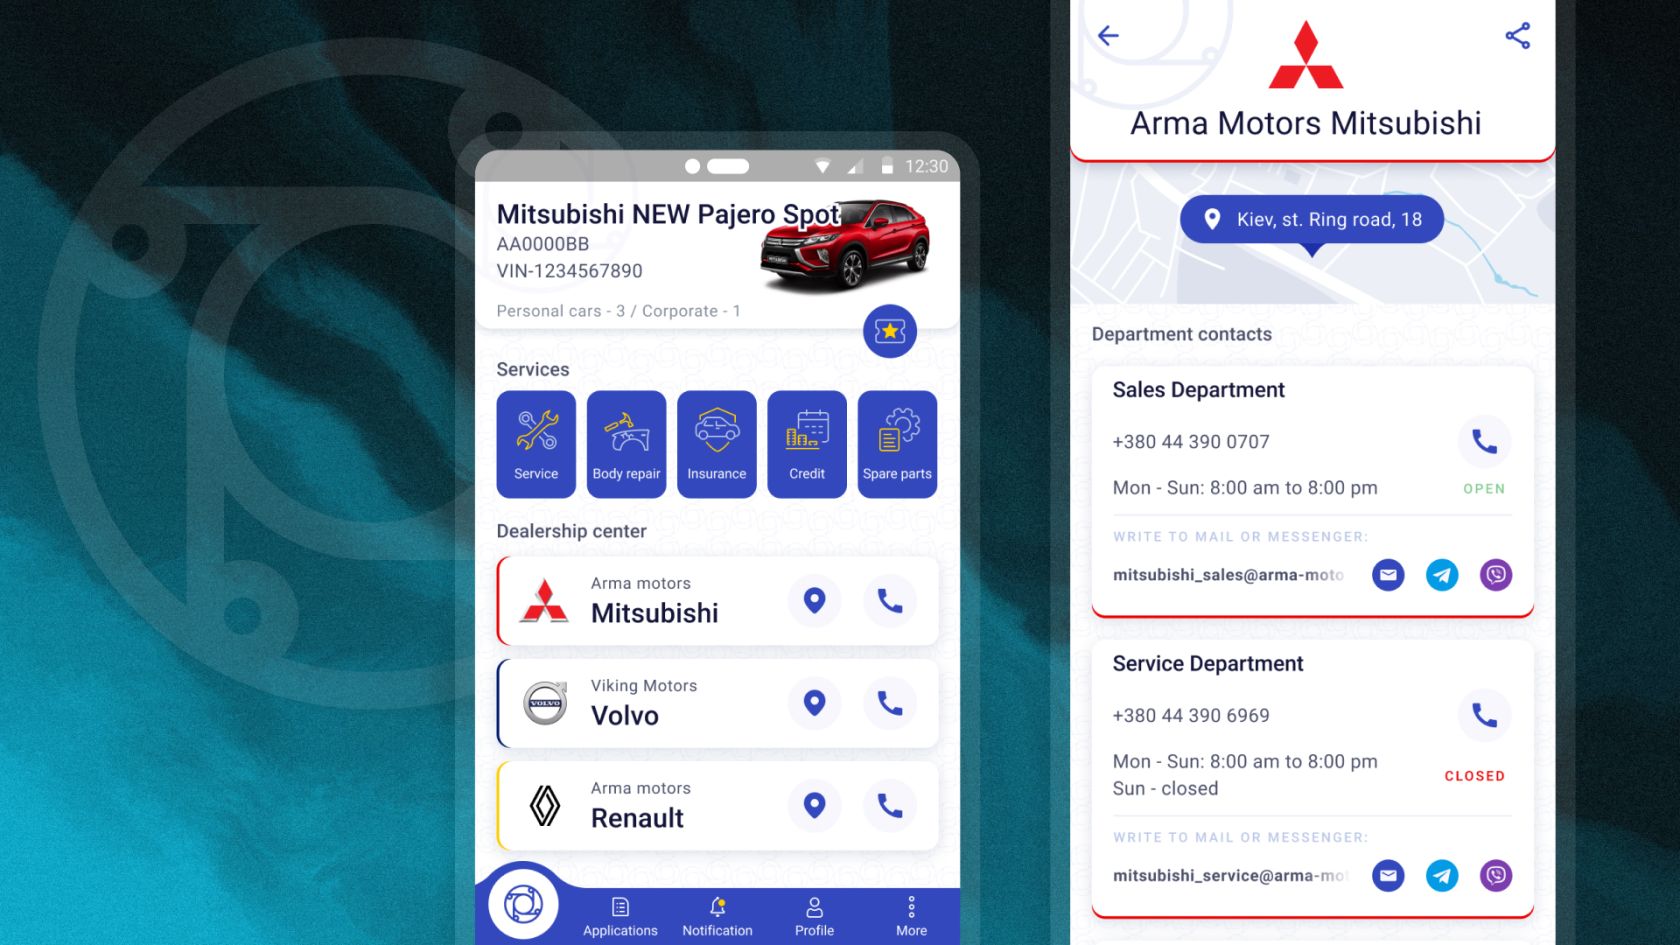 12:30
Mitsubishi NEW Pajero Spot
AA0000BB
VIN-1234567890
Personal cars - 3 / Corporate - 1
Services
Service
Body repair
Insurance
Credit
Spare parts
Dealership center
Arma motors
Mitsubishi
VOLVO
Viking Motors
Volvo
Arma motors
Renault
Applications
Notification
Profile
More
Arma Motors Mitsubishi
Kiev, st. Ring road, 18
Department contacts
Sales Department
+380 44 390 0707
Mon - Sun: 8:00 am to 8:00 pm
OPEN
WRITE TO MAIL OR MESSENGER:
mitsubishi_sales@arma-moto
Service Department
+380 44 390 6969
Mon - Sun: 8:00 am to 8:00 pm
Sun - closed
CLOSED
WRITE TO MAIL OR MESSENGER:
mitsubishi_service@arma-mot